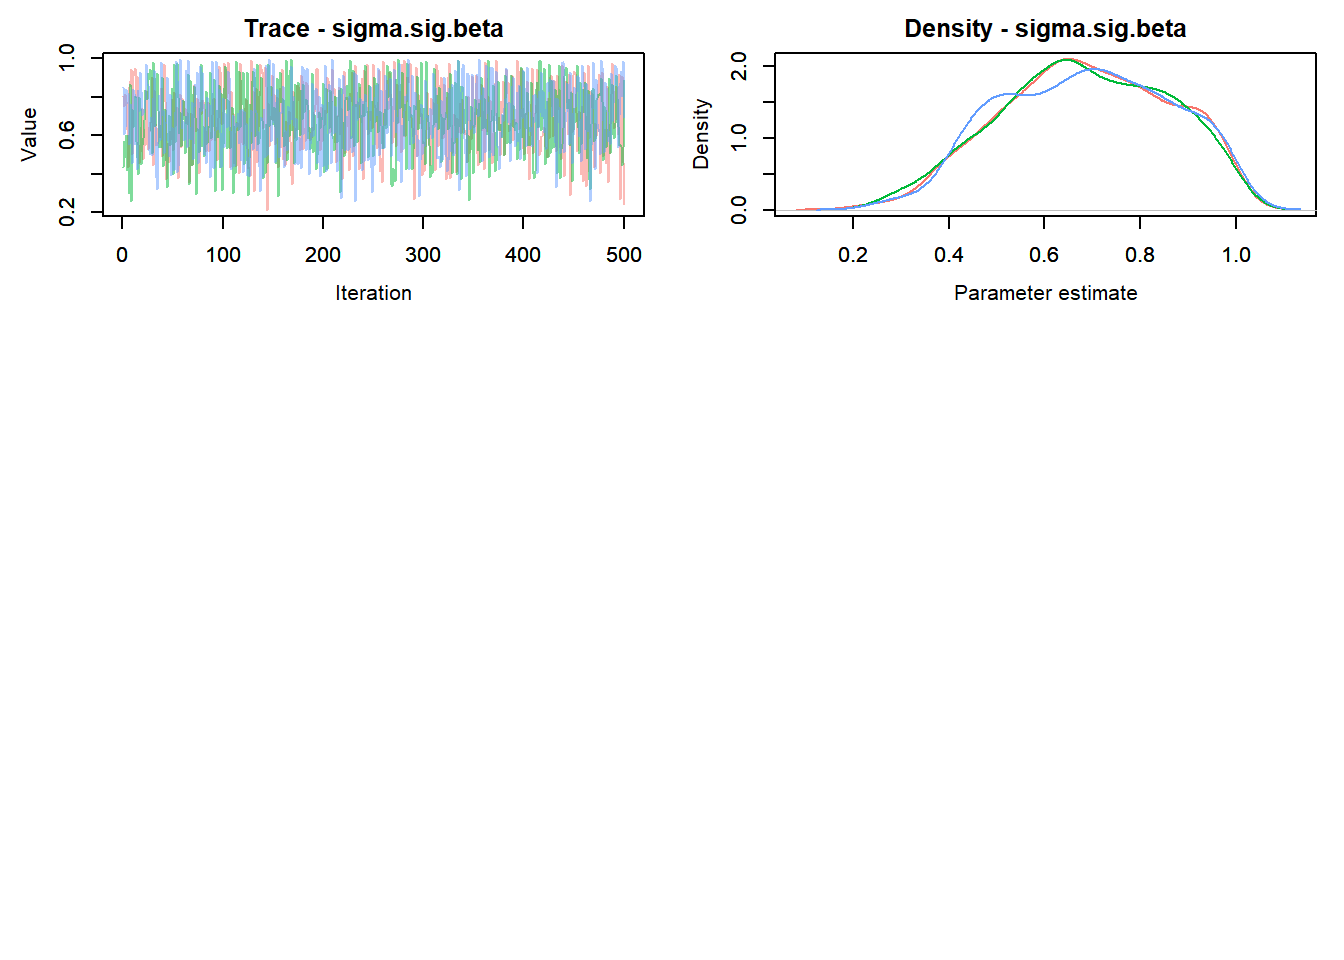 Trace - sigma.sig.beta
Value
0.2
0.6
1.0
0 100 200 300 400 500
Iteration
Density - sigma.sig.beta
Density
0.0
1.0
2.0
0.2 0.4 0.6 0.8 1.0
Parameter estimate